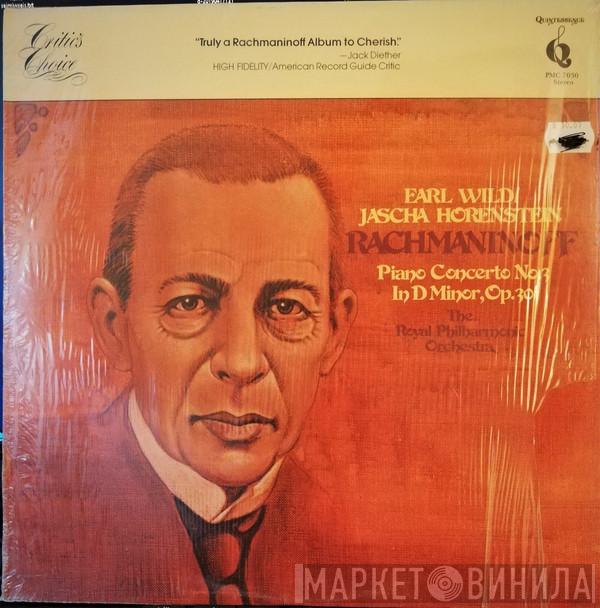 Critic's
Choice
"Truly a Rachmaninoff Album to Cherish."
—Jack Diether
HIGH FIDELITY/American Record Guide Critic
QUINTESSENCE
PMC 7030
Stereo
EARL WILD/
JASCHA HORENSTEIN
RACHMANINOFF
Piano Concerto No. 3
In D Minor, Op. 30
The
Royal Philharmonic
Orchestra
МАРКЕТ ВИНИЛА